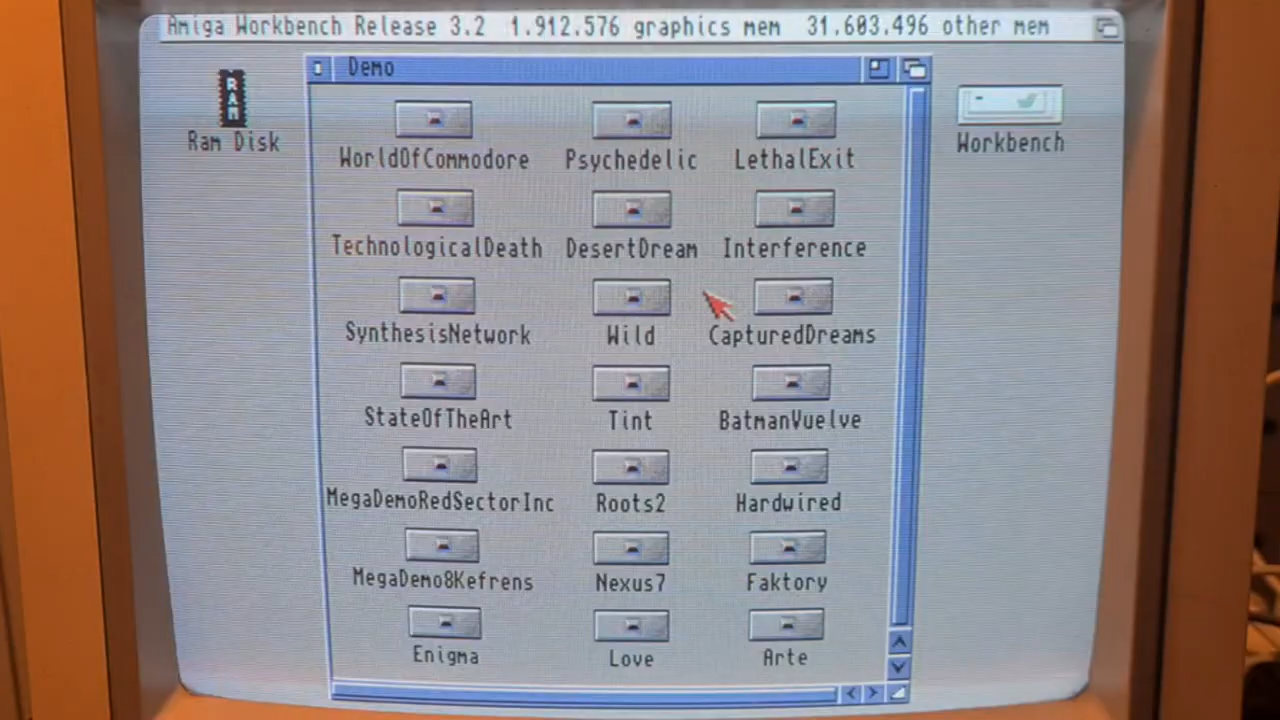 Amiga Workbench Release 3.2 1.912.576 graphics mem 31.603.496 other mem
Demo
RAM
Ram Disk
Workbench
WorldOfCommodore Psychedelic LethalExit
TechnologicalDeath DesertDream Interference
SynthesisNetwork Wild CapturedDreams
StateOfTheArt Tint BatmanVuelve
MegaDemoRedSectorInc Roots2 Hardwired
MegaDemo8Kefrens Nexus7 Faktory
Enigma Love Arte